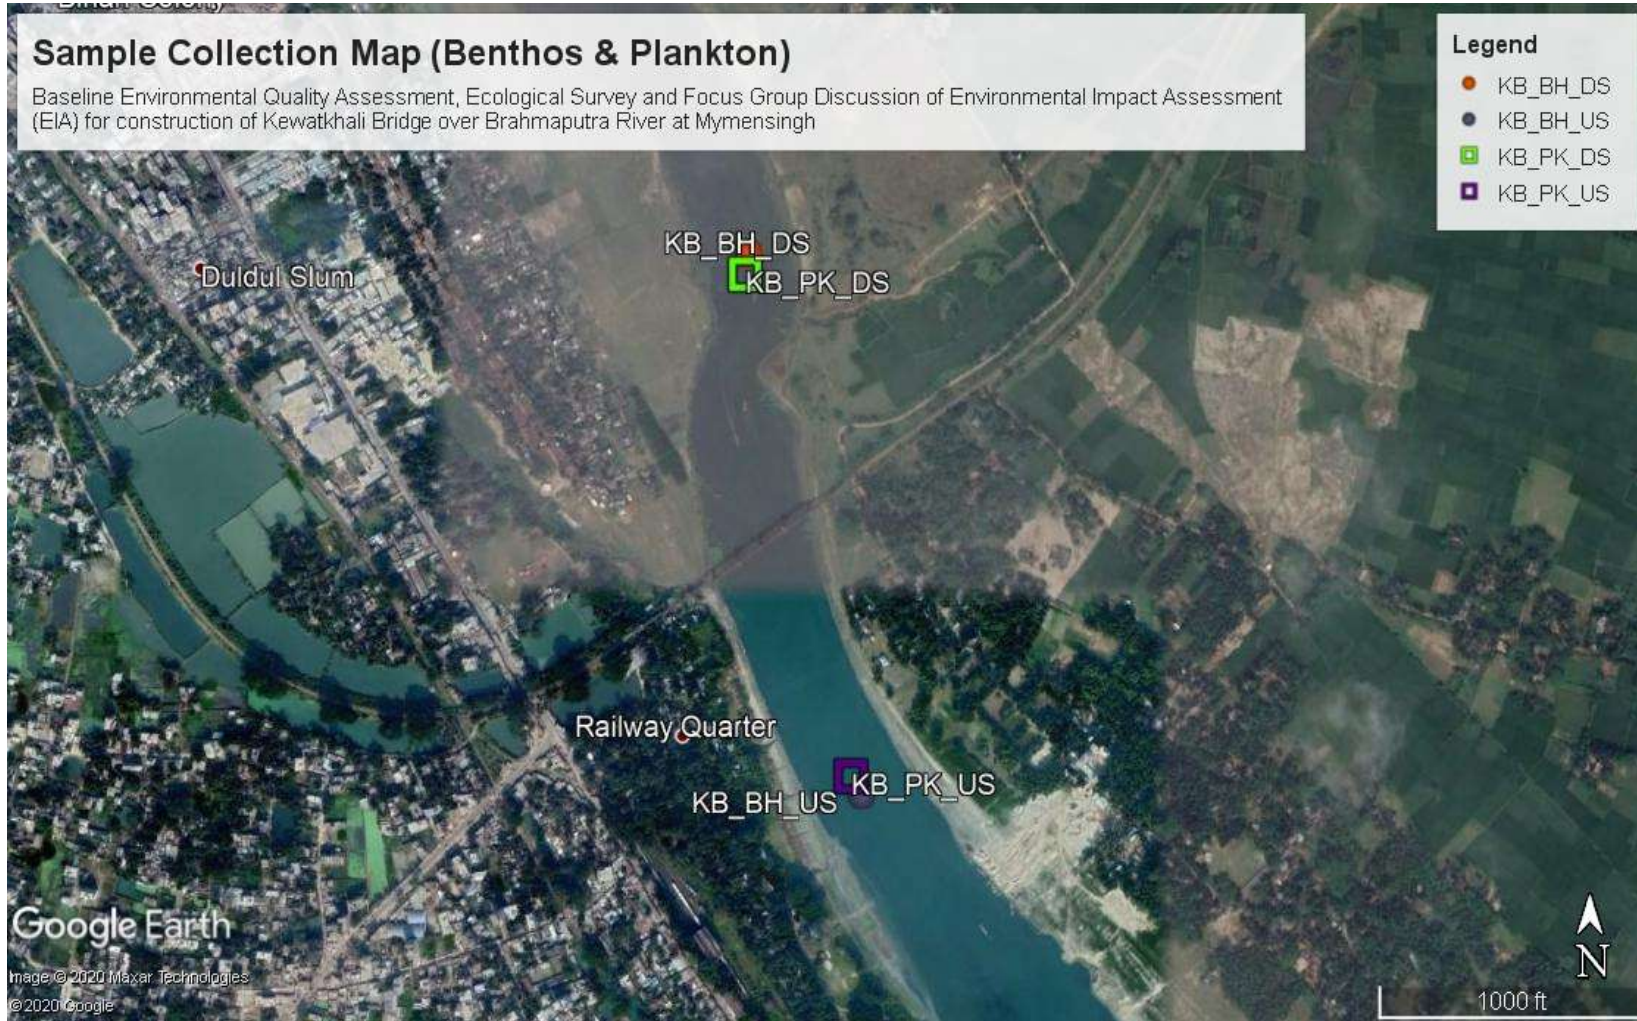 Sample Collection Map (Benthos & Plankton)
Baseline Environmental Quality Assessment, Ecological Survey and Focus Group Discussion of Environmental Impact Assessment
(EIA) for construction of Kewatkhali Bridge over Brahmaputra River at Mymensingh
Legend
KB_BH_DS
KB_BH_US
KB_PK_DS
KB_PK_US
KB_BH_DS
KB_PK_DS
Duldul Slum
Railway Quarter
KB_PK_US
KB_BH_US
Google Earth
Image © 2020 Maxar Technologies
© 2020 Google
N
1000 ft